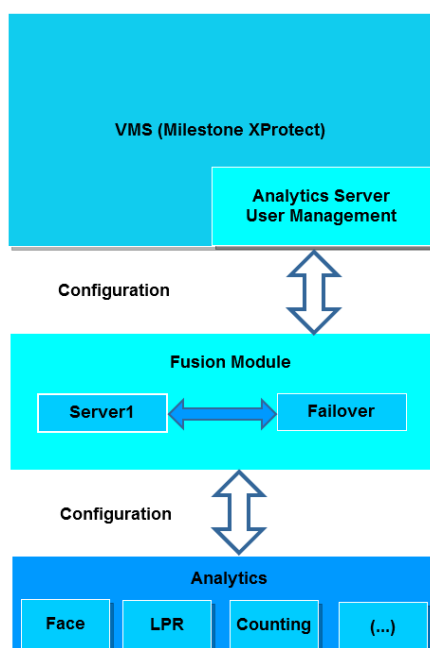 VMS (Milestone XProtect)
Analytics Server
User Management
Configuration
Fusion Module
Server1
Failover
Configuration
Analytics
Face
LPR
Counting
(...)